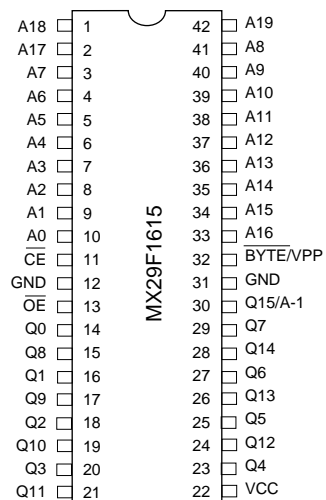 A18 1 42 A19
A17 2 41 A8
A7 3 40 A9
A6 4 39 A10
A5 5 38 A11
A4 6 37 A12
A3 7 36 A13
A2 8 35 A14
A1 9 34 A15
A0 10 33 A16
CE 11 32 BYTE/VPP
GND 12 31 GND
OE 13 30 Q15/A-1
Q0 14 29 Q7
Q8 15 28 Q14
Q1 16 27 Q6
Q9 17 26 Q13
Q2 18 25 Q5
Q10 19 24 Q12
Q3 20 23 Q4
Q11 21 22 VCC
MX29F1615